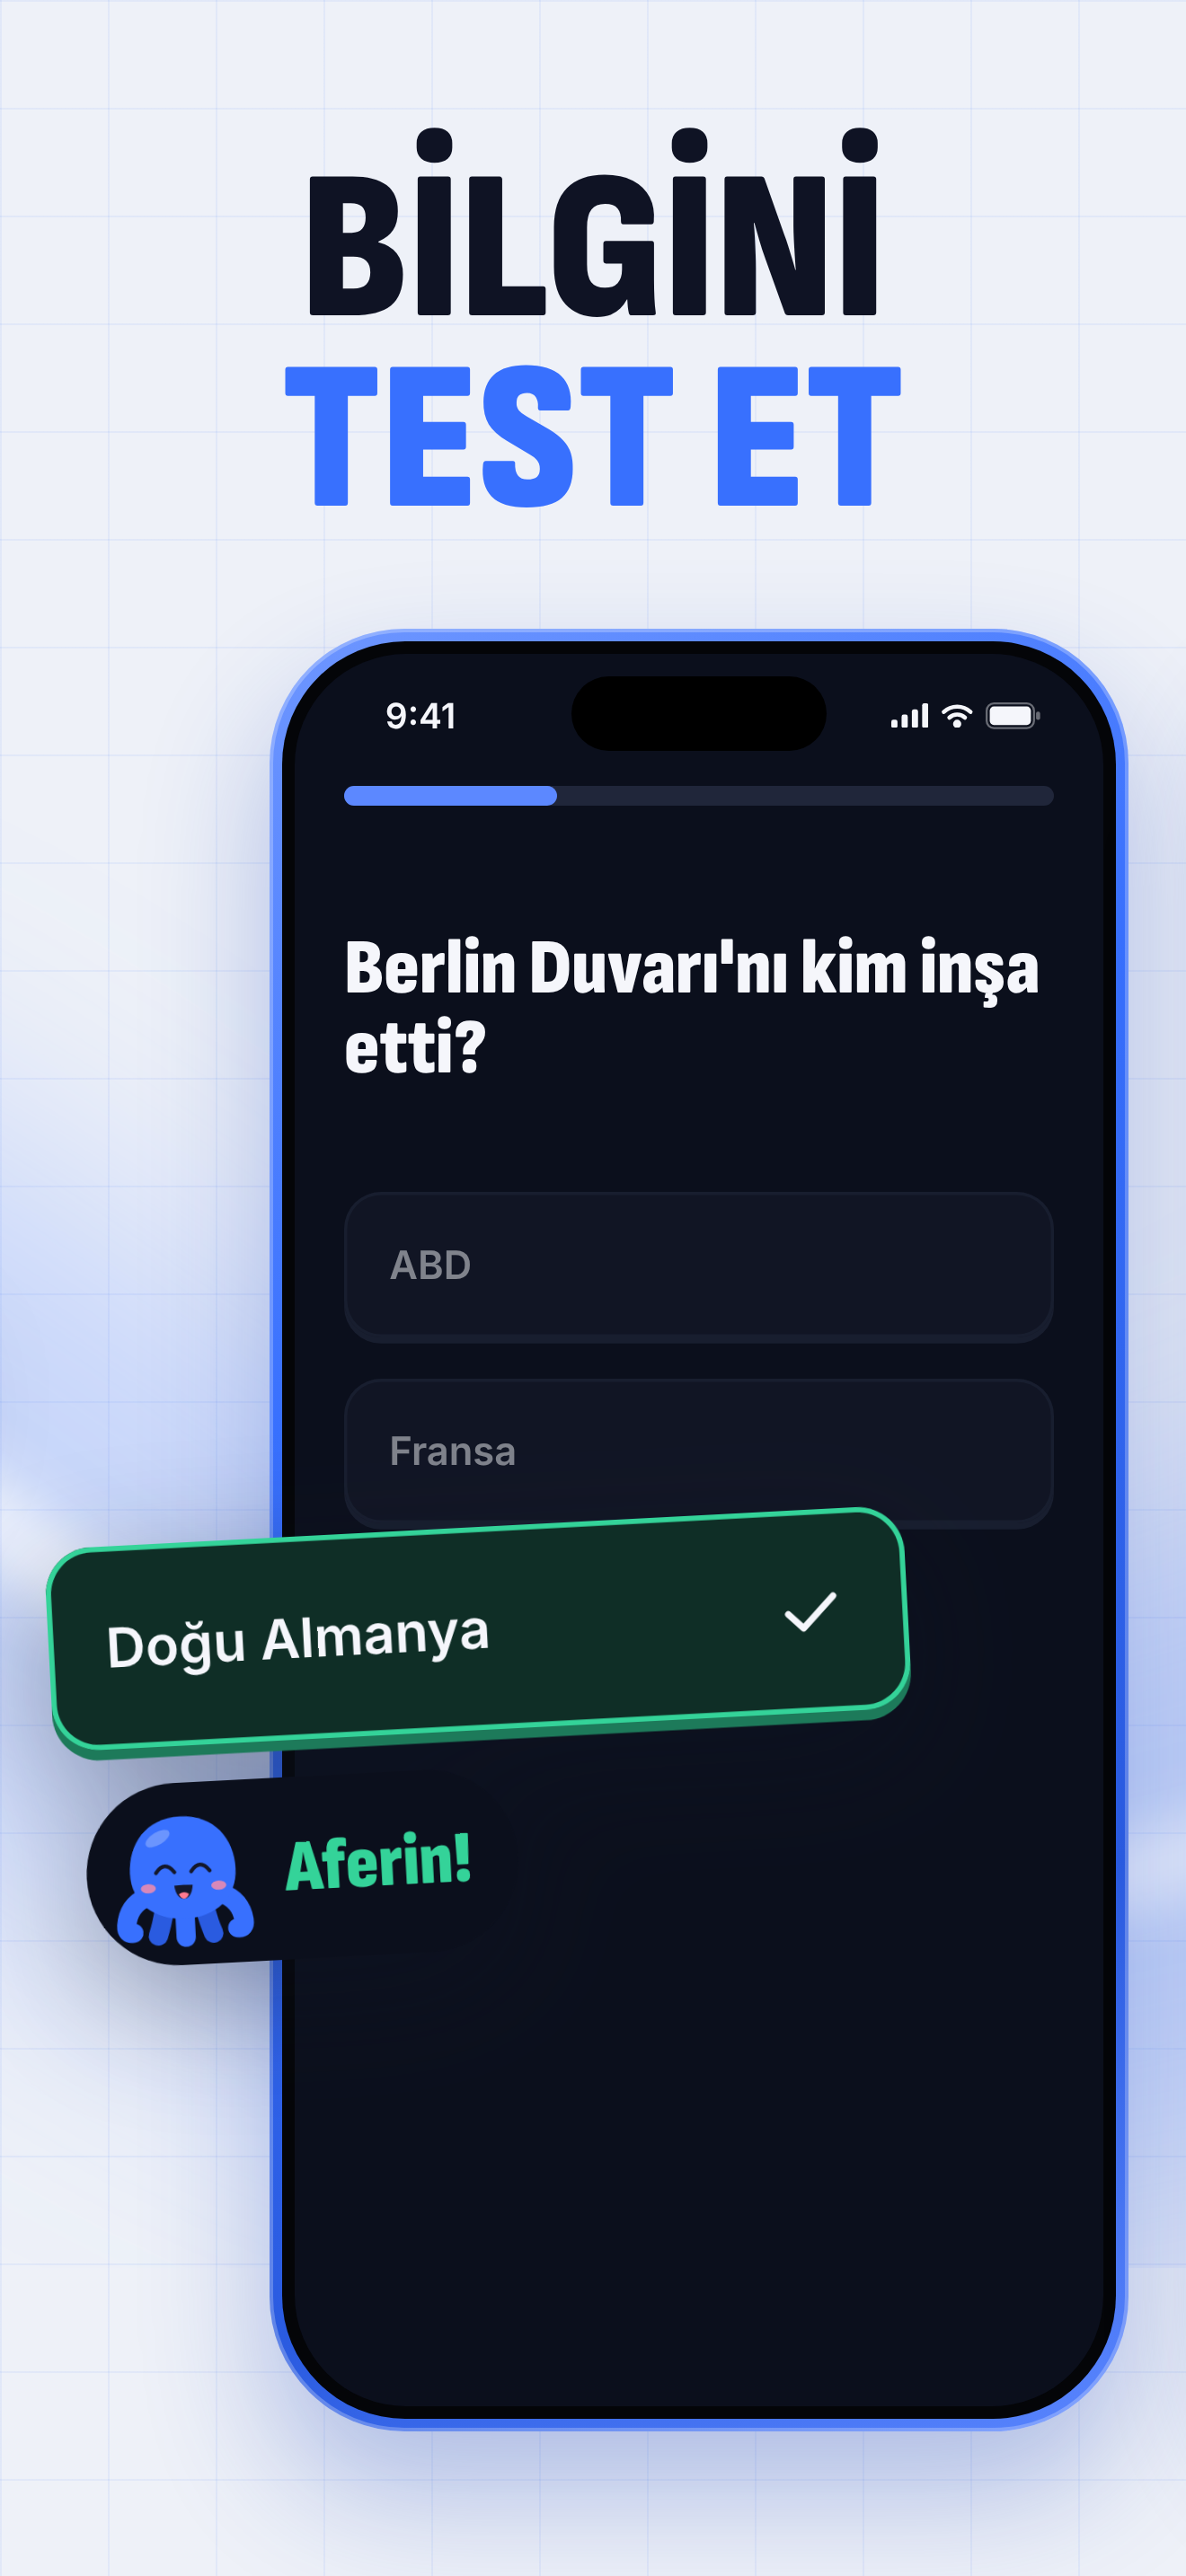 BİLGİNİ
TEST ET
9:41
Berlin Duvarı'nı kim inşa
etti?
ABD
Fransa
Doğu Almanya
Aferin!